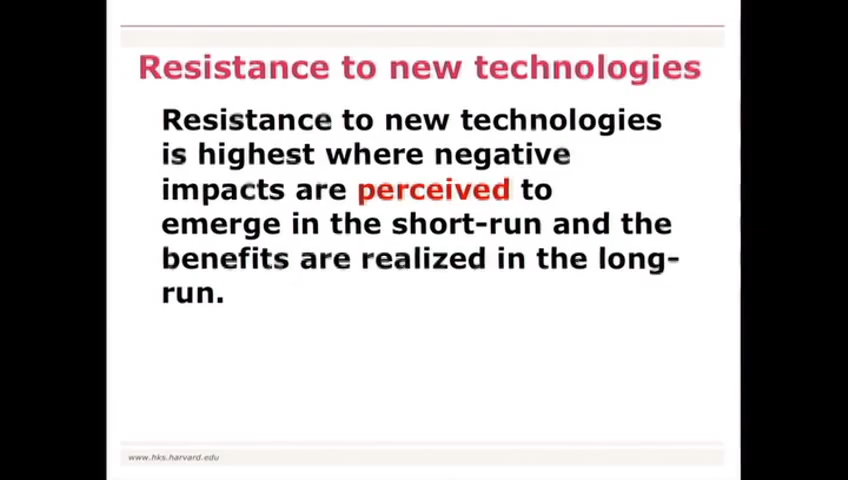 Resistance to new technologies
Resistance to new technologies
is highest where negative
impacts are perceived to
emerge in the short-run and the
benefits are realized in the long-
run.
www.hks.harvard.edu